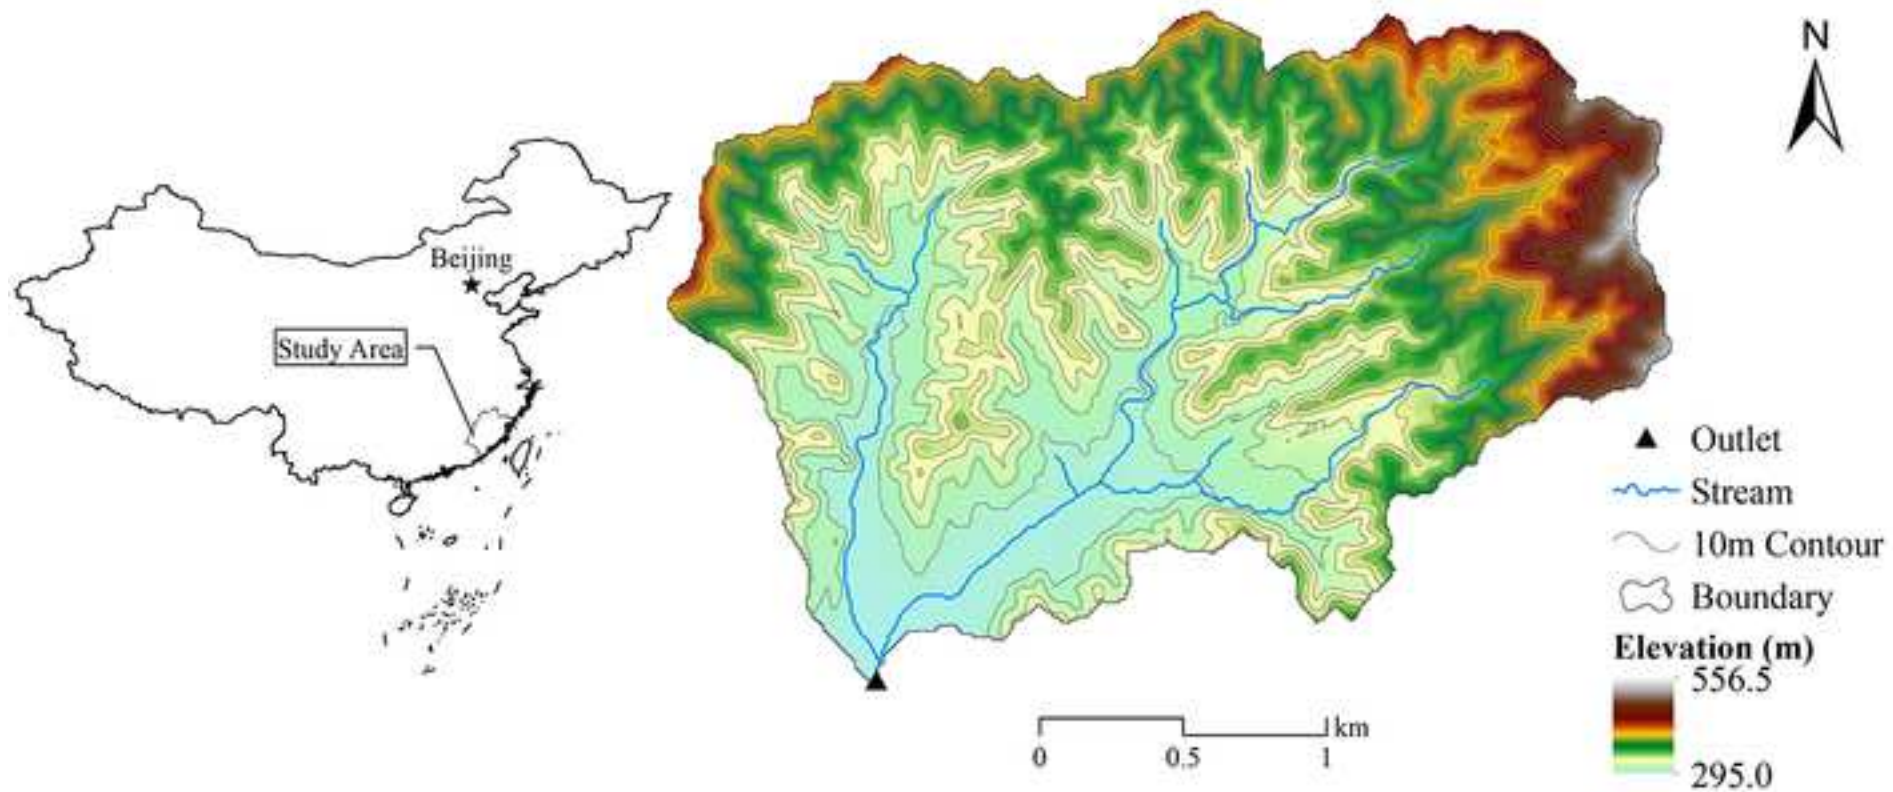 N
Beijing
Study Area
Outlet
Stream
10m Contour
Boundary
Elevation (m)
556.5
295.0
km
0 0.5 1